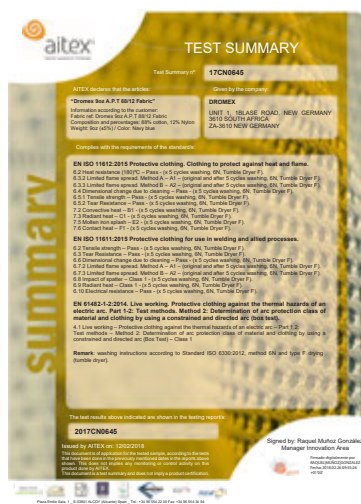 aitex
TEST SUMMARY
Test Summary nº
17CN0645
AITEX declares that the articles:
Given by the company:
"Dromex 9oz A.P.T 88/12 Fabric"
Information according to the customer:
Fabric ref: Dromex 9oz A.P.T 88/12 Fabric
Composition and percentages: 88% cotton, 12% Nylon
Weight: 9oz (±5%) / Color: Navy blue
DROMEX
UNIT 1, 1BLASE ROAD, NEW GERMANY
3610 SOUTH AFRICA
ZA-3610 NEW GERMANY
Complies with the requirements of the standards:
EN ISO 11612:2015 Protective clothing. Clothing to protect against heat and flame.
6.2 Heat resistance (180)ºC – Pass - (x 5 cycles washing, 6N, Tumble Dryer F).
6.3.2 Limited flame spread. Method A – A1 – (original and after 5 cycles washing, 6N, Tumble Dryer F).
6.3.3 Limited flame spread. Method B – A2 – (original and after 5 cycles washing, 6N, Tumble Dryer F).
6.4 Dimensional change due to cleaning – Pass - (x 5 cycles washing, 6N, Tumble Dryer F).
6.5.1 Tensile strength – Pass - (x 5 cycles washing, 6N, Tumble Dryer F).
6.5.2 Tear Resistance – Pass - (x 5 cycles washing, 6N, Tumble Dryer F).
7.2 Convective heat – B1 - (x 5 cycles washing, 6N, Tumble Dryer F).
7.3 Radiant heat – C1 - (x 5 cycles washing, 6N, Tumble Dryer F).
7.5 Molten iron splash – E2 - (x 5 cycles washing, 6N, Tumble Dryer F).
7.6 Contact heat – F1 - (x 5 cycles washing, 6N, Tumble Dryer F).
EN ISO 11611:2015 Protective clothing for use in welding and allied processes.
6.2 Tensile strength – Pass - (x 5 cycles washing, 6N, Tumble Dryer F).
6.3 Tear Resistance – Pass - (x 5 cycles washing, 6N, Tumble Dryer F).
6.6 Dimensional change due to cleaning – Pass - (x 5 cycles washing, 6N, Tumble Dryer F).
6.7.2 Limited flame spread. Method A – A1 – (original and after 5 cycles washing, 6N, Tumble Dryer F).
6.7.3 Limited flame spread. Method B – A2 – (original and after 5 cycles washing, 6N, Tumble Dryer F).
6.8 Impact of spatter – Class 1 – (x 5 cycles washing, 6N, Tumble Dryer F).
6.9 Radiant heat – Class 1 – (x 5 cycles washing, 6N, Tumble Dryer F).
6.10 Electrical resistance – Pass – (x 5 cycles washing, 6N, Tumble Dryer F).
EN 61482-1-2:2014. Live working. Protective clothing against the thermal hazards of an
electric arc. Part 1-2: Test methods. Method 2: Determination of arc protection class of
material and clothing by using a constrained and directed arc (box test).
4.1 Live working – Protective clothing against the thermal hazards of an electric arc – Part 1.2:
Test methods – Method 2: Determination of arc protection class of material and clothing by using a
constrained and directed arc (Box Test) – Class 1
Remark: washing instructions according to Standard ISO 6330:2012, method 6N and type F drying
(tumble dryer).
summary
The test results above indicated are shown in the testing reports:
2017CN0645
Issued by AITEX on: 12/02/2018
Signed by: Raquel Muñoz González
Manager Innovation Area